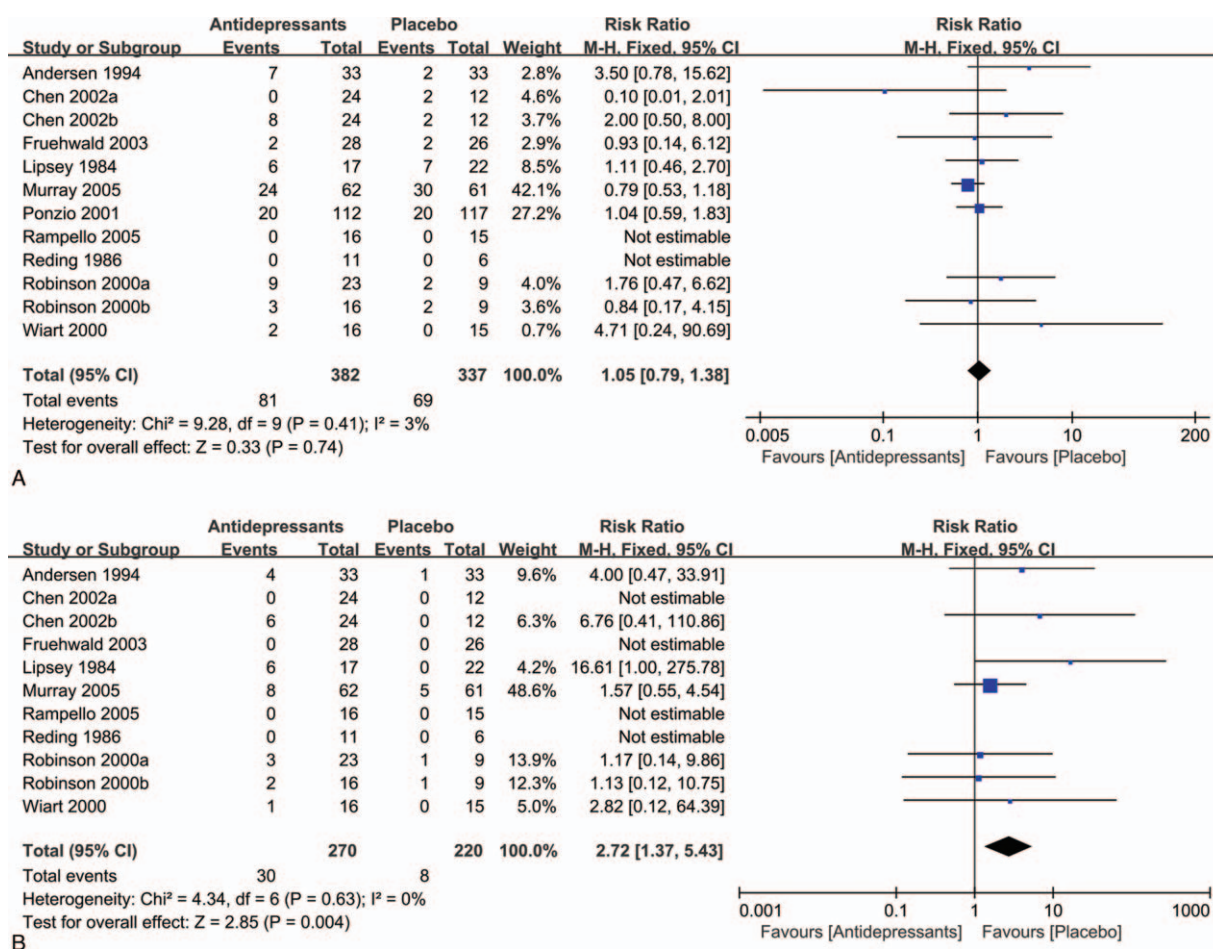 Antidepressants Placebo Risk Ratio Risk Ratio
Study or Subgroup Events Total Events Total Weight M-H, Fixed, 95% CI M-H, Fixed, 95% CI
Andersen 1994 7 33 2 33 2.8% 3.50 [0.78, 15.62]
Chen 2002a 0 24 2 12 4.6% 0.10 [0.01, 2.01]
Chen 2002b 8 24 2 12 3.7% 2.00 [0.50, 8.00]
Fruehwald 2003 2 28 2 26 2.9% 0.93 [0.14, 6.12]
Lipsey 1984 6 17 7 22 8.5% 1.11 [0.46, 2.70]
Murray 2005 24 62 30 61 42.1% 0.79 [0.53, 1.18]
Ponzio 2001 20 112 20 117 27.2% 1.04 [0.59, 1.83]
Rampello 2005 0 16 0 15 Not estimable
Reding 1986 0 11 0 6 Not estimable
Robinson 2000a 9 23 2 9 4.0% 1.76 [0.47, 6.62]
Robinson 2000b 3 16 2 9 3.6% 0.84 [0.17, 4.15]
Wiart 2000 2 16 0 15 0.7% 4.71 [0.24, 90.69]
Total (95% CI) 382 337 100.0% 1.05 [0.79, 1.38]
Total events 81 69
Heterogeneity: Chi² = 9.28, df = 9 (P = 0.41); I² = 3%
Test for overall effect: Z = 0.33 (P = 0.74)
0.005 0.1 1 10 200
Favours [Antidepressants] Favours [Placebo]
A
Antidepressants Placebo Risk Ratio Risk Ratio
Study or Subgroup Events Total Events Total Weight M-H, Fixed, 95% CI M-H, Fixed, 95% CI
Andersen 1994 4 33 1 33 9.6% 4.00 [0.47, 33.91]
Chen 2002a 0 24 0 12 Not estimable
Chen 2002b 6 24 0 12 6.3% 6.76 [0.41, 110.86]
Fruehwald 2003 0 28 0 26 Not estimable
Lipsey 1984 6 17 0 22 4.2% 16.61 [1.00, 275.78]
Murray 2005 8 62 5 61 48.6% 1.57 [0.55, 4.54]
Rampello 2005 0 16 0 15 Not estimable
Reding 1986 0 11 0 6 Not estimable
Robinson 2000a 3 23 1 9 13.9% 1.17 [0.14, 9.86]
Robinson 2000b 2 16 1 9 12.3% 1.13 [0.12, 10.75]
Wiart 2000 1 16 0 15 5.0% 2.82 [0.12, 64.39]
Total (95% CI) 270 220 100.0% 2.72 [1.37, 5.43]
Total events 30 8
Heterogeneity: Chi² = 4.34, df = 6 (P = 0.63); I² = 0%
Test for overall effect: Z = 2.85 (P = 0.004)
0.001 0.1 1 10 1000
Favours [Antidepressants] Favours [Placebo]
B